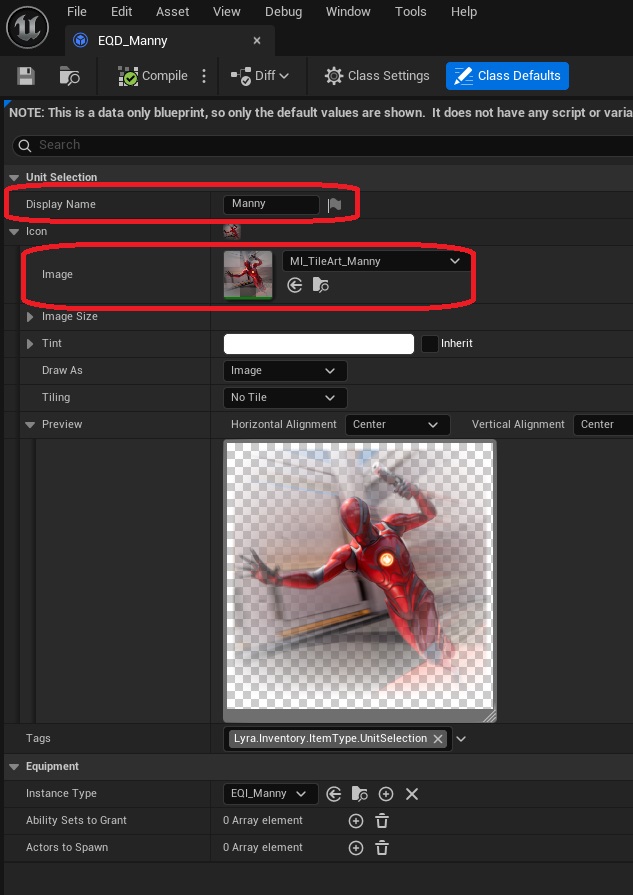 File Edit Asset View Debug Window Tools Help
EQD_Manny
Compile Diff Class Settings Class Defaults
NOTE: This is a data only blueprint, so only the default values are shown. It does not have any script or varia
Search
Unit Selection
Display Name Manny
Icon
Image MI_TileArt_Manny
Image Size
Tint Inherit
Draw As Image
Tiling No Tile
Preview Horizontal Alignment Center Vertical Alignment Center
Tags Lyra.Inventory.ItemType.UnitSelection
Equipment
Instance Type EQI_Manny
Ability Sets to Grant 0 Array element
Actors to Spawn 0 Array element